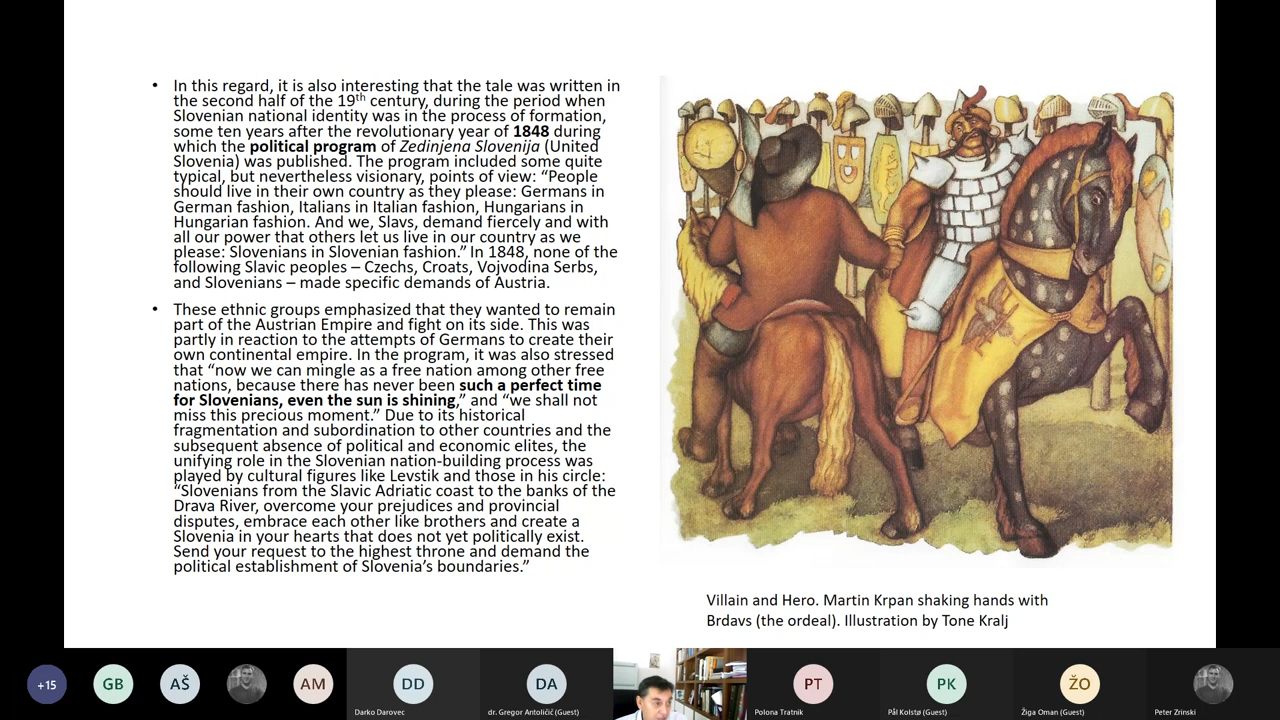 • In this regard, it is also interesting that the tale was written in
the second half of the 19th century, during the period when
Slovenian national identity was in the process of formation,
some ten years after the revolutionary year of 1848 during
which the political program of Zedinjena Slovenija (United
Slovenia) was published. The program included some quite
typical, but nevertheless visionary, points of view: “People
should live in their own country as they please: Germans in
German fashion, Italians in Italian fashion, Hungarians in
Hungarian fashion. And we, Slavs, demand fiercely and with
all our power that others let us live in our country as we
please: Slovenians in Slovenian fashion.” In 1848, none of the
following Slavic peoples – Czechs, Croats, Vojvodina Serbs,
and Slovenians – made specific demands of Austria.
• These ethnic groups emphasized that they wanted to remain
part of the Austrian Empire and fight on its side. This was
partly in reaction to the attempts of Germans to create their
own continental empire. In the program, it was also stressed
that “now we can mingle as a free nation among other free
nations, because there has never been such a perfect time
for Slovenians, even the sun is shining,” and “we shall not
miss this precious moment.” Due to its historical
fragmentation and subordination to other countries and the
subsequent absence of political and economic elites, the
unifying role in the Slovenian nation-building process was
played by cultural figures like Levstik and those in his circle:
“Slovenians from the Slavic Adriatic coast to the banks of the
Drava River, overcome your prejudices and provincial
disputes, embrace each other like brothers and create a
Slovenia in your hearts that does not yet politically exist.
Send your request to the highest throne and demand the
political establishment of Slovenia’s boundaries.”
Villain and Hero. Martin Krpan shaking hands with
Brdavs (the ordeal). Illustration by Tone Kralj
+15
GB
AŠ
AM
DD
DA
PT
PK
ŽO
Darko Darovec
dr. Gregor Antoličič (Guest)
Polona Tratnik
Pål Kolstø (Guest)
Žiga Oman (Guest)
Peter Zrinski